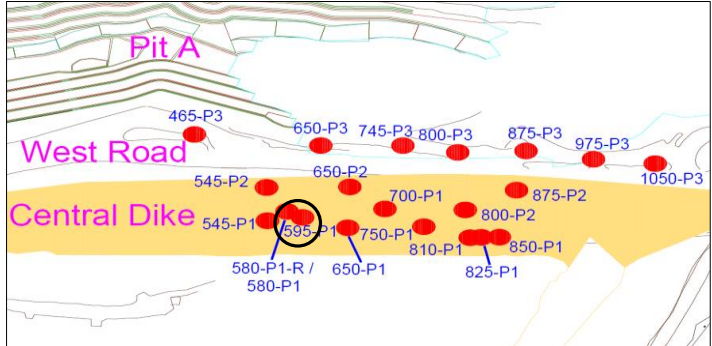 Pit A
465-P3
650-P3
745-P3
800-P3
875-P3
975-P3
1050-P3
West Road
545-P2
650-P2
875-P2
700-P1
800-P2
Central Dike
545-P1
595-P1
750-P1
810-P1
850-P1
580-P1-R /
580-P1
650-P1
825-P1